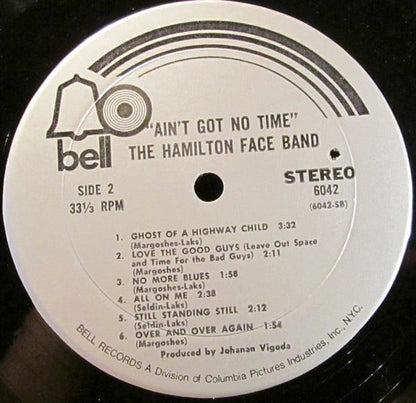 bell
"AIN'T GOT NO TIME"
THE HAMILTON FACE BAND
SIDE 2
33⅓ RPM
STEREO
6042
(6042-SB)
1. GHOST OF A HIGHWAY CHILD 3:32
(Margoshes-Laks)
2. LOVE THE GOOD GUYS (Leave Out Space
and Time For the Bad Guys) 2:11
(Margoshes)
3. NO MORE BLUES 1:58
(Margoshes-Laks)
4. ALL ON ME 2:38
(Seldin-Laks)
5. STILL STANDING STILL 2:12
(Seldin-Laks)
6. OVER AND OVER AGAIN 1:54
(Margoshes)
Produced by Johanan Vigoda
BELL RECORDS A Division of Columbia Pictures Industries, Inc., N.Y.C.